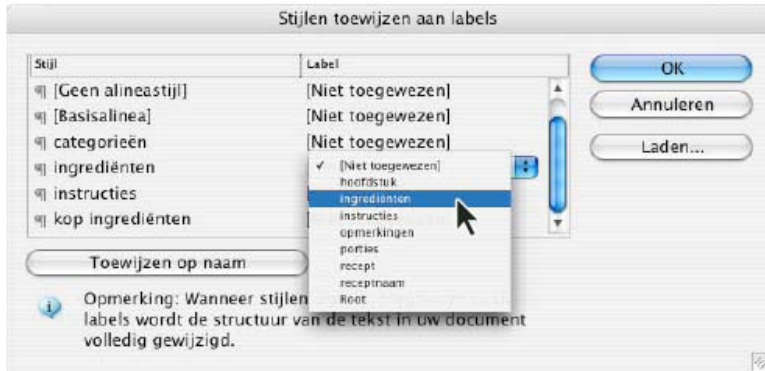 Stijlen toewijzen aan labels
Stijl Label
[Geen alineastijl] [Niet toegewezen]
[Basisalinea] [Niet toegewezen]
categorieën [Niet toegewezen]
ingrediënten
instructies
kop ingrediënten
✓ [Niet toegewezen]
hoofdstuk
ingrediënten
instructies
opmerkingen
porties
recept
receptnaam
Root
OK
Annuleren
Laden...
Toewijzen op naam
Opmerking: Wanneer stijlen
labels wordt de structuur van de tekst in uw document
volledig gewijzigd.